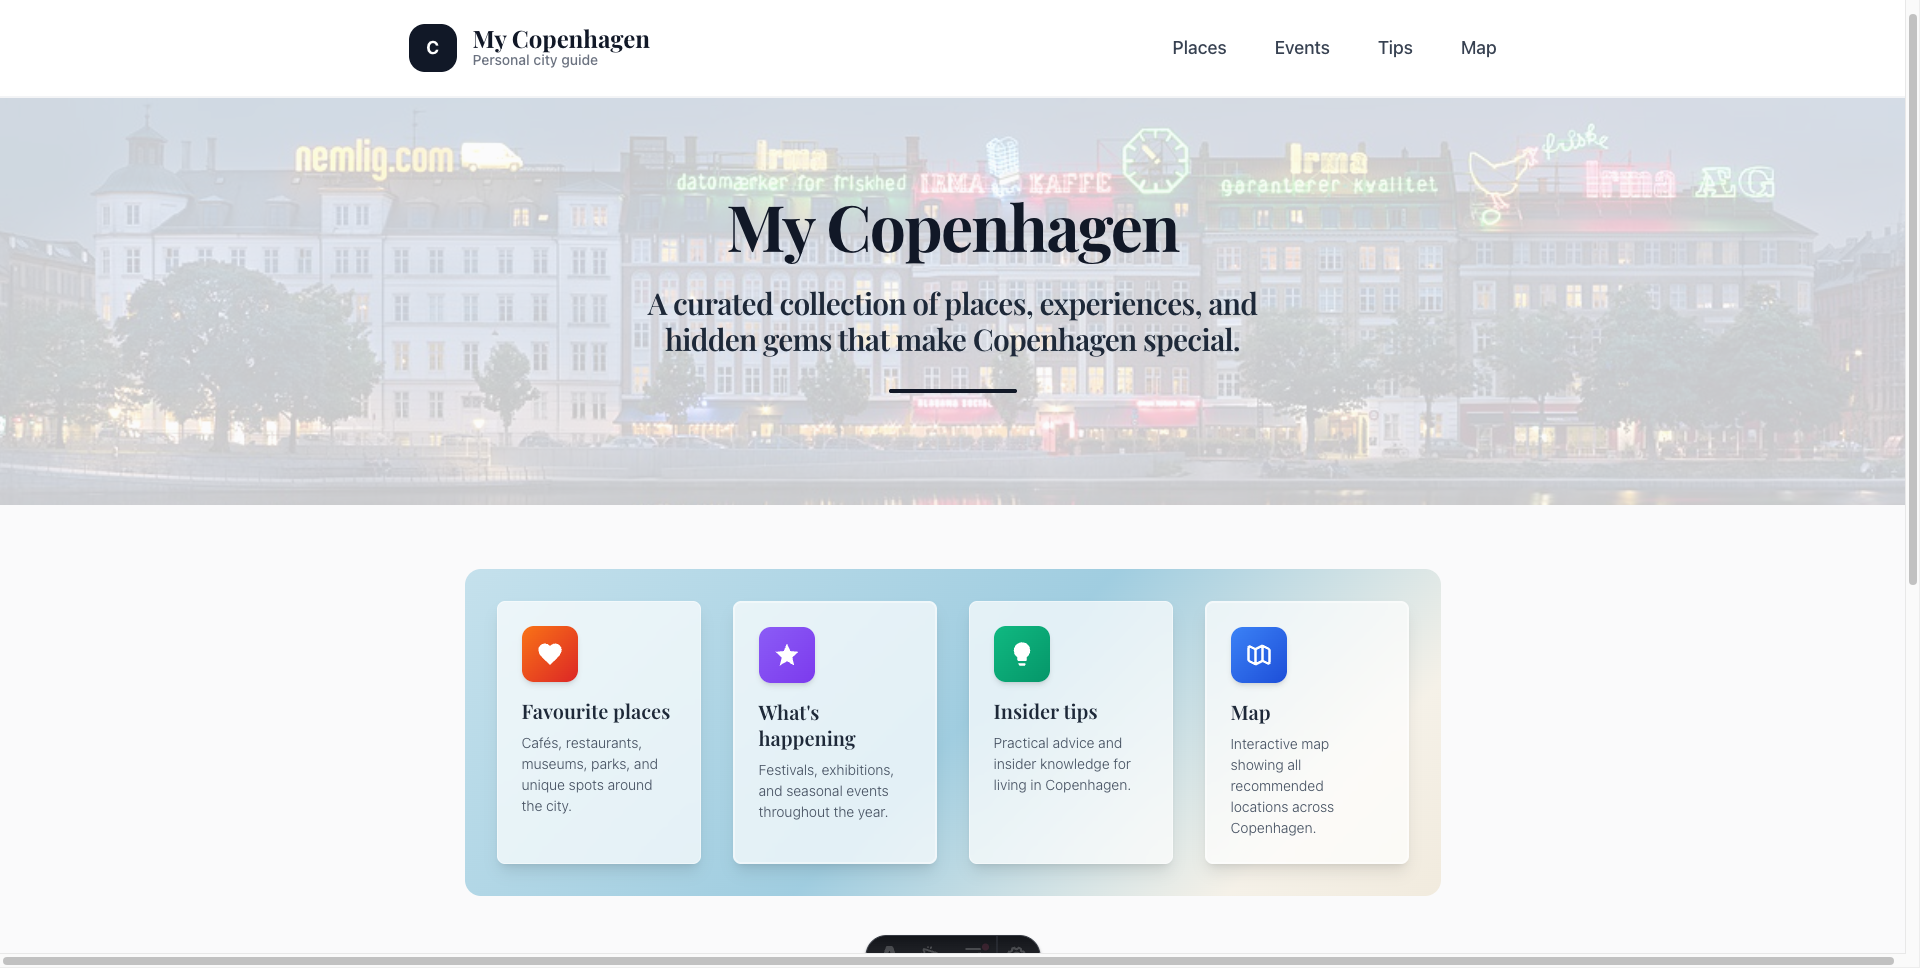 C
My Copenhagen
Personal city guide
Places
Events
Tips
Map
nemlig.com
Irma
datomærker for friskhed
IRMA KAFFE
Irma
garanterer kvalitet
friske
Irma ÆG
My Copenhagen
A curated collection of places, experiences, and
hidden gems that make Copenhagen special.
Favourite places
Cafés, restaurants,
museums, parks, and
unique spots around
the city.
What's
happening
Festivals, exhibitions,
and seasonal events
throughout the year.
Insider tips
Practical advice and
insider knowledge for
living in Copenhagen.
Map
Interactive map
showing all
recommended
locations across
Copenhagen.